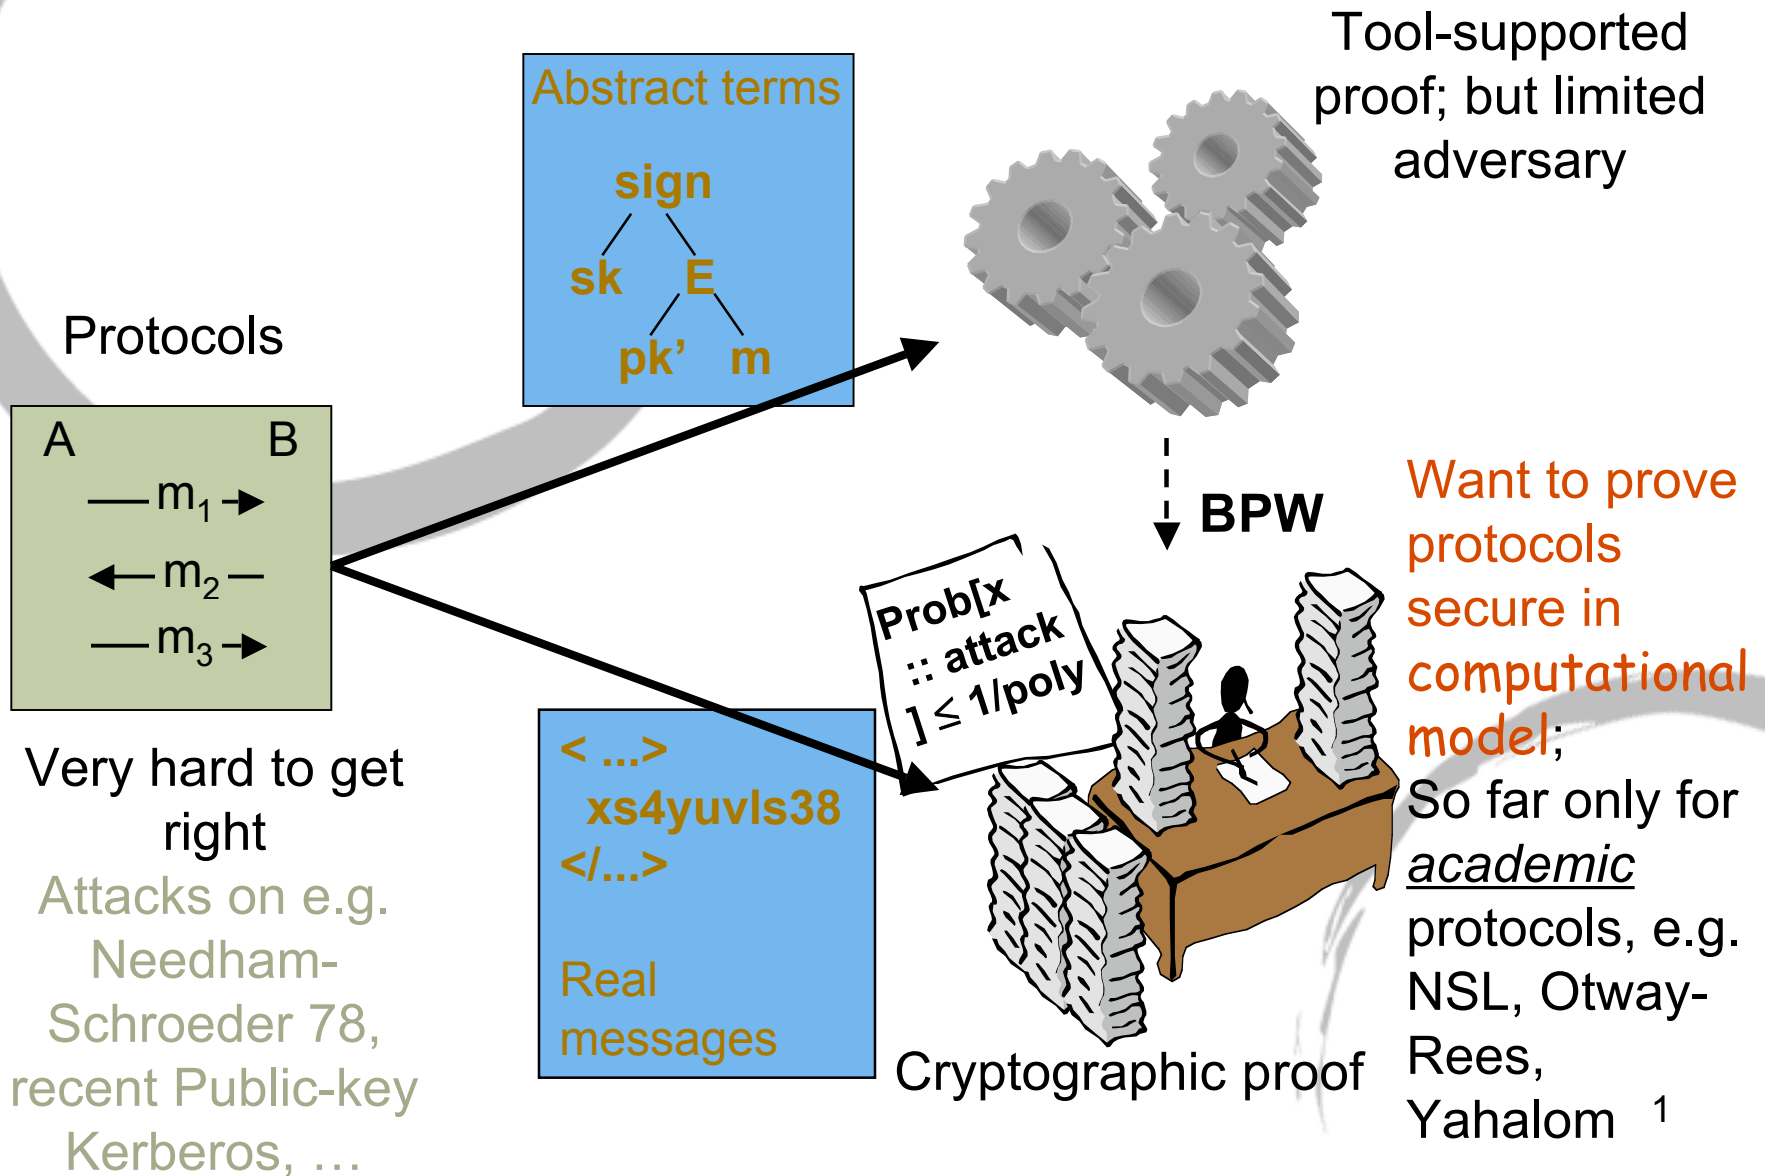 Tool-supported
proof; but limited
adversary
Abstract terms
sign
sk E
pk' m
Protocols
A B
m1
m2
m3
BPW
Prob[x
:: attack
] ≤ 1/poly
Want to prove
protocols
secure in
computational
model;
So far only for
academic
protocols, e.g.
NSL, Otway-
Rees,
Yahalom
Very hard to get
right
Attacks on e.g.
Needham-
Schroeder 78,
recent Public-key
Kerberos, …
< ...>
xs4yuvls38
</...>
Real
messages
Cryptographic proof
1